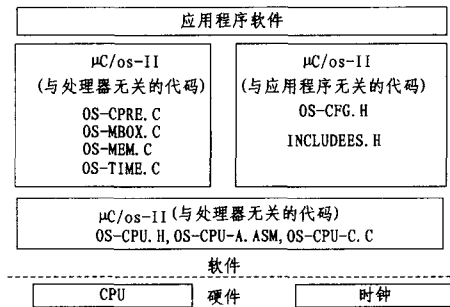 应用程序软件
μC/os-II
(与处理器无关的代码)
OS-CPRE.C
OS-MBOX.C
OS-MEM.C
OS-TIME.C
μC/os-II
(与应用程序无关的代码)
OS-CFG.H
INCLUDEES.H
μC/os-II(与处理器无关的代码)
OS-CPU.H,OS-CPU-A.ASM,OS-CPU-C.C
软件
CPU
硬件
时钟